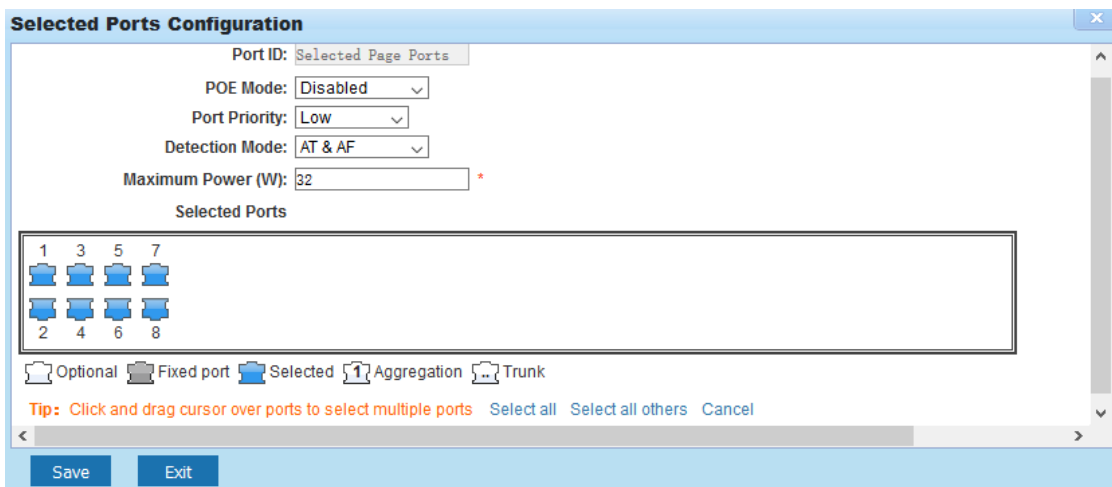 Selected Ports Configuration
Port ID: Selected Page Ports
POE Mode: Disabled
Port Priority: Low
Detection Mode: AT & AF
Maximum Power (W): 32 *
Selected Ports
1 3 5 7
2 4 6 8
Optional Fixed port Selected 1 Aggregation .. Trunk
Tip: Click and drag cursor over ports to select multiple ports Select all Select all others Cancel
Save Exit